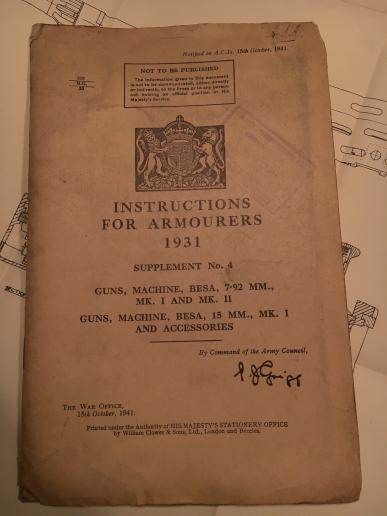 Notified in A.C.Is. 15th October, 1941.
NOT TO BE PUBLISHED
The information given in this document
is not to be communicated, either directly
or indirectly, to the Press or to any person
not holding an official position in His
Majesty's Service.
INSTRUCTIONS
FOR ARMOURERS
1931
SUPPLEMENT No. 4
GUNS, MACHINE, BESA, 7·92 MM.,
MK. I AND MK. II
GUNS, MACHINE, BESA, 15 MM., MK. I
AND ACCESSORIES
By Command of the Army Council,
THE WAR OFFICE,
15th October, 1941.
Printed under the Authority of HIS MAJESTY'S STATIONERY OFFICE
by William Clowes & Sons, Ltd., London and Beccles.